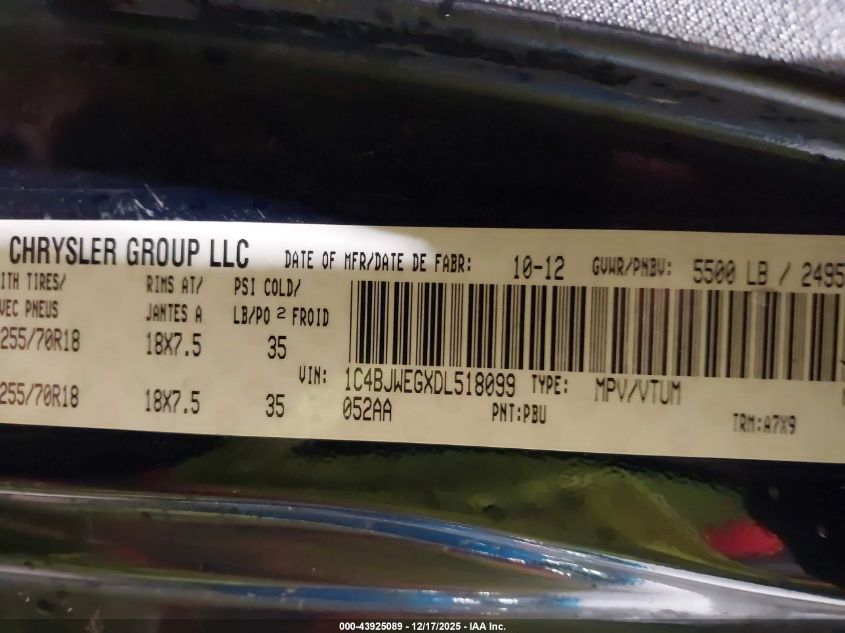 CHRYSLER GROUP LLC DATE OF MFR/DATE DE FABR: 10-12 GVWR/PNBV: 5500 LB / 2495
ITH TIRES/ RIMS AT/ PSI COLD/
VEC PNEUS JANTES A LB/PO 2 FROID
255/70R18 18X7.5 35
VIN: 1C4BJWEGXDL518099 TYPE: MPV/VTUM
255/70R18 18X7.5 35 052AA PNT:PBU TRM:A7X9
000-43925089 - 12/17/2025 - IAA Inc.